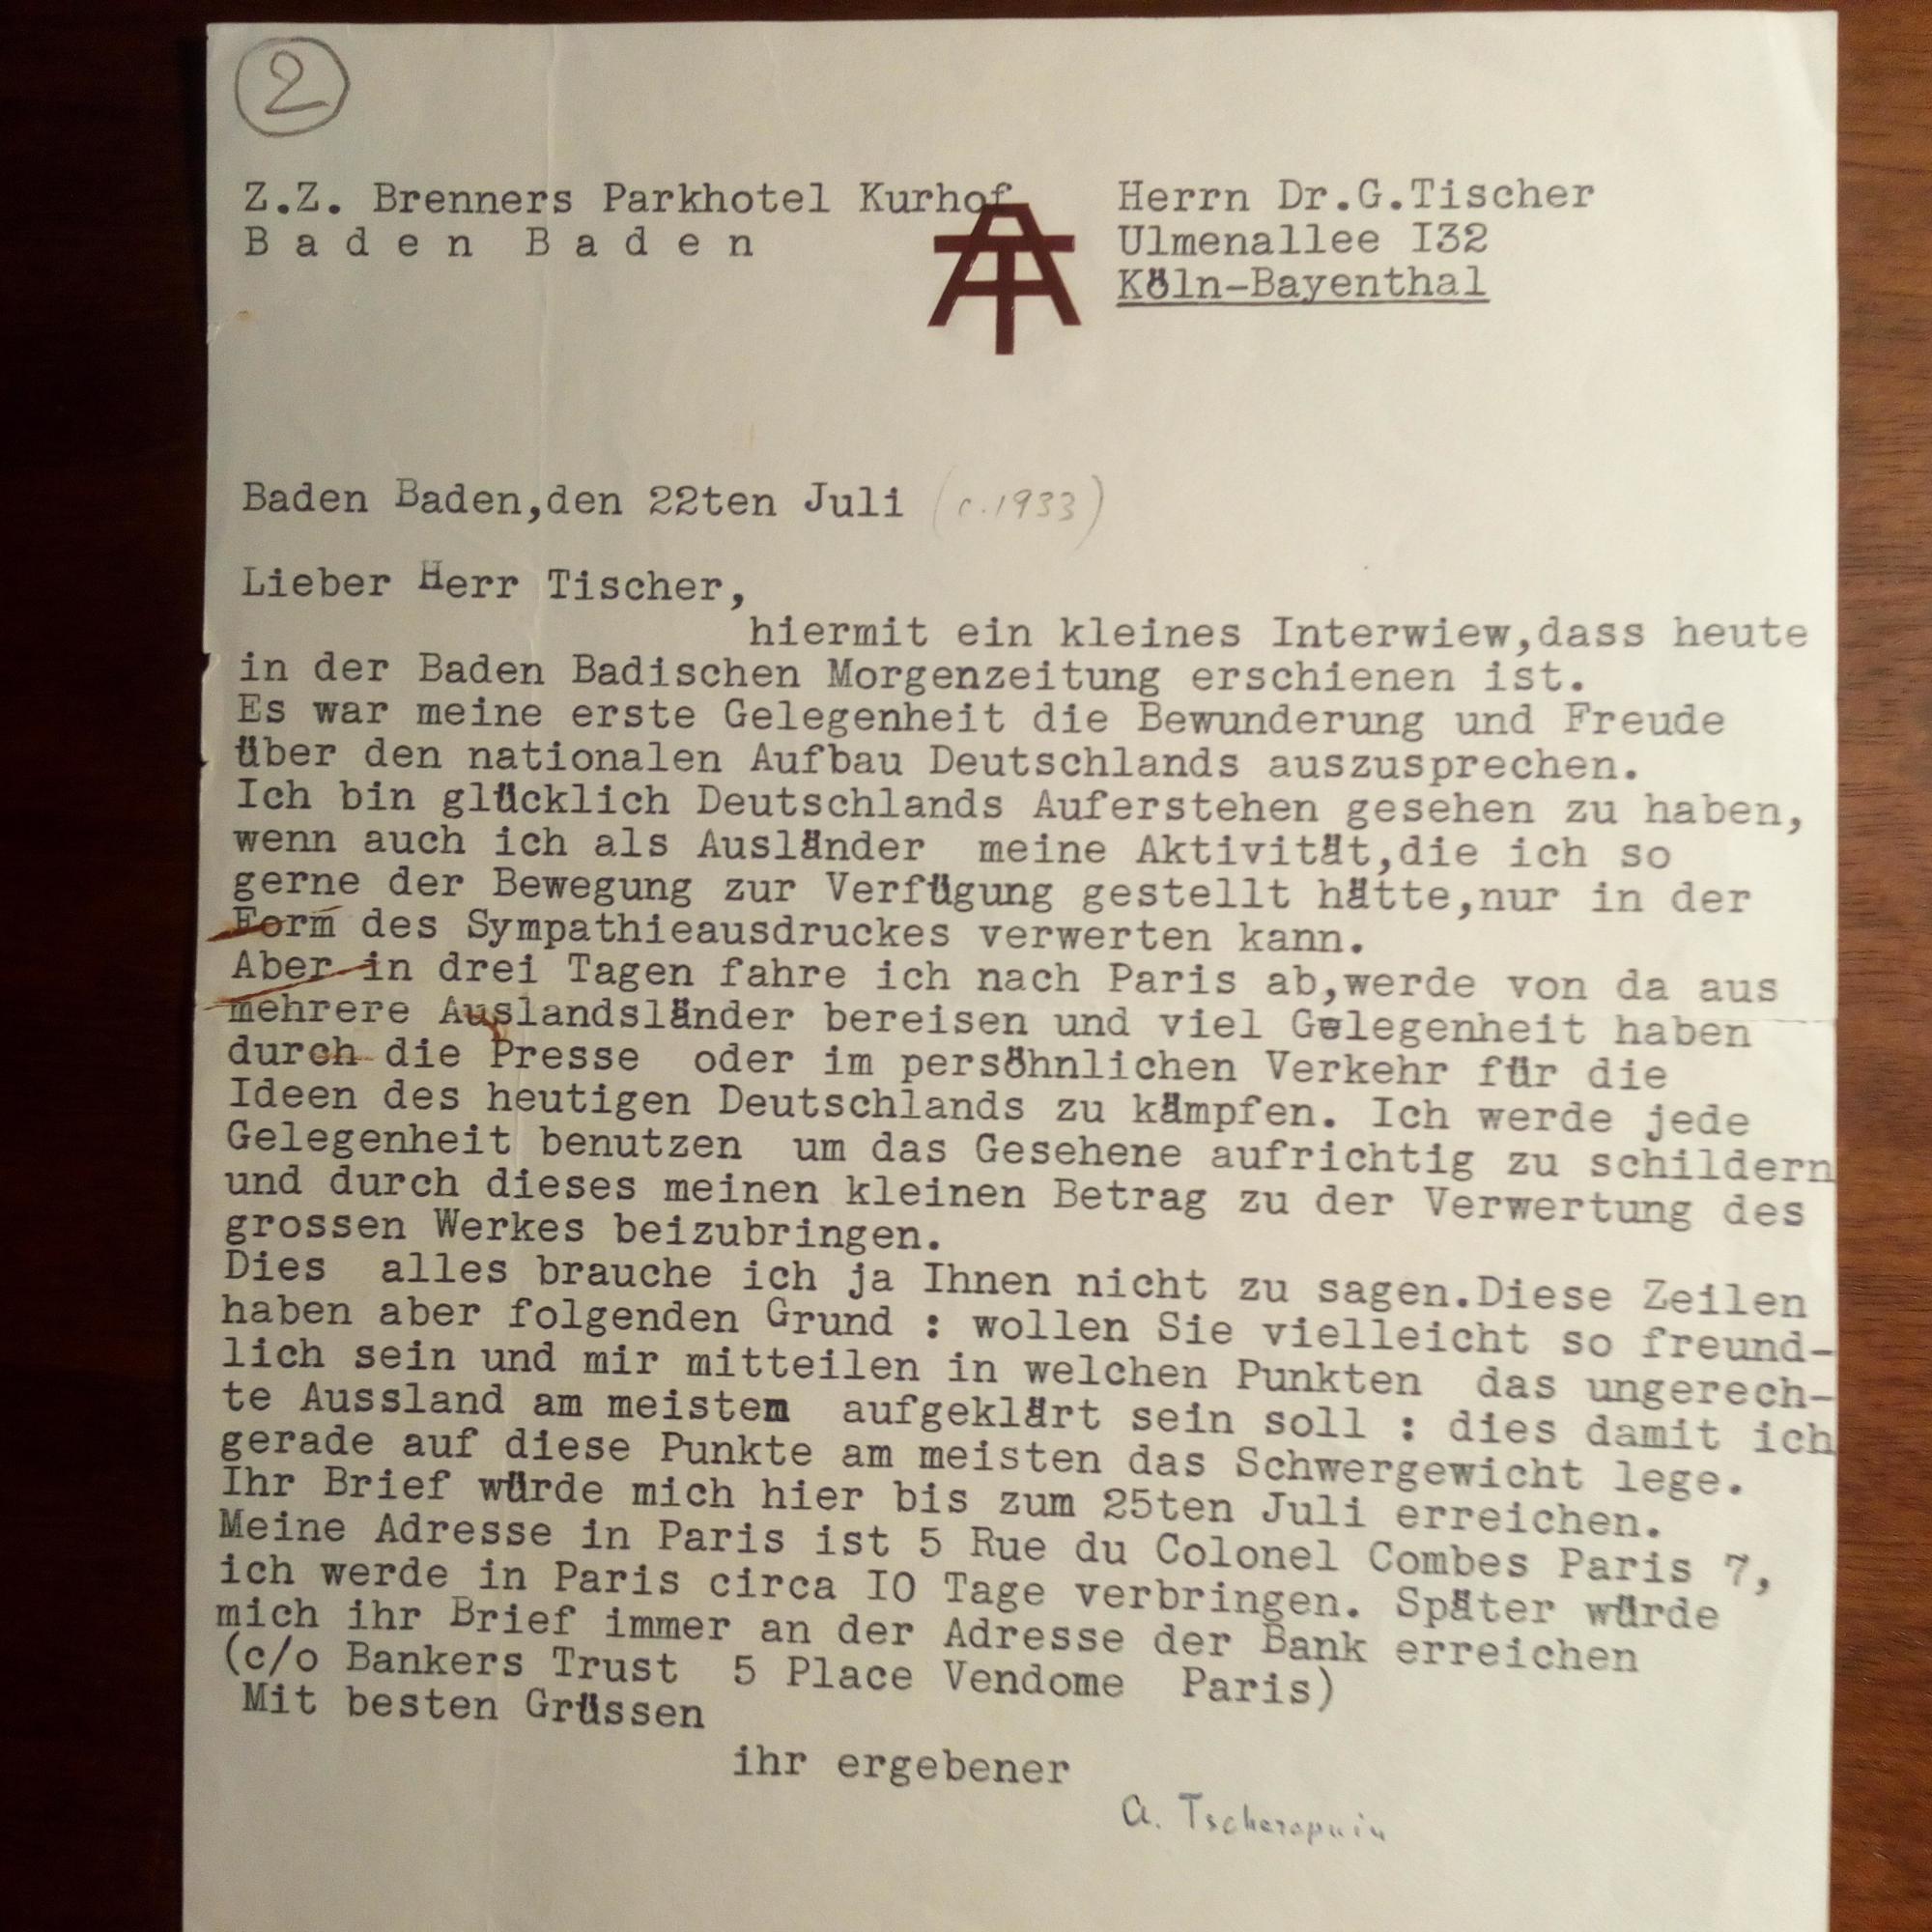 2
Z.Z. Brenners Parkhotel Kurhof
B a d e n  B a d e n
AT
Herrn Dr.G.Tischer
Ulmenallee I32
Köln-Bayenthal
Baden Baden,den 22ten Juli (c.1933)
Lieber Herr Tischer,
hiermit ein kleines Interwiew,dass heute
in der Baden Badischen Morgenzeitung erschienen ist.
Es war meine erste Gelegenheit die Bewunderung und Freude
über den nationalen Aufbau Deutschlands auszusprechen.
Ich bin glücklich Deutschlands Auferstehen gesehen zu haben,
wenn auch ich als Ausländer meine Aktivität,die ich so
gerne der Bewegung zur Verfügung gestellt hätte,nur in der
Form des Sympathieausdruckes verwerten kann.
Aber in drei Tagen fahre ich nach Paris ab,werde von da aus
mehrere Auslandsländer bereisen und viel Gelegenheit haben
durch die Presse oder im persöhnlichen Verkehr für die
Ideen des heutigen Deutschlands zu kämpfen. Ich werde jede
Gelegenheit benutzen um das Gesehene aufrichtig zu schildern
und durch dieses meinen kleinen Betrag zu der Verwertung des
grossen Werkes beizubringen.
Dies alles brauche ich ja Ihnen nicht zu sagen.Diese Zeilen
haben aber folgenden Grund : wollen Sie vielleicht so freund-
lich sein und mir mitteilen in welchen Punkten das ungerech-
te Aussland am meistem aufgeklärt sein soll : dies damit ich
gerade auf diese Punkte am meisten das Schwergewicht lege.
Ihr Brief würde mich hier bis zum 25ten Juli erreichen.
Meine Adresse in Paris ist 5 Rue du Colonel Combes Paris 7,
ich werde in Paris circa IO Tage verbringen. Später würde
mich ihr Brief immer an der Adresse der Bank erreichen
(c/o Bankers Trust 5 Place Vendome Paris)
Mit besten Grüssen
ihr ergebener
A. Tscherepnin